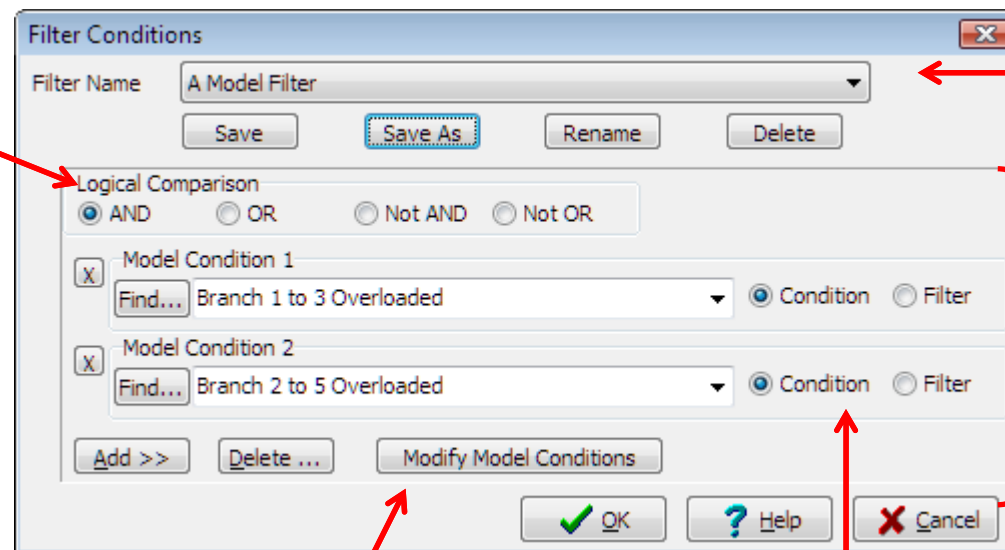 Filter Conditions
Filter Name A Model Filter
Save Save As Rename Delete
Logical Comparison
AND OR Not AND Not OR
X Model Condition 1
Find... Branch 1 to 3 Overloaded Condition Filter
X Model Condition 2
Find... Branch 2 to 5 Overloaded Condition Filter
Add >> Delete ... Modify Model Conditions
OK ? Help Cancel